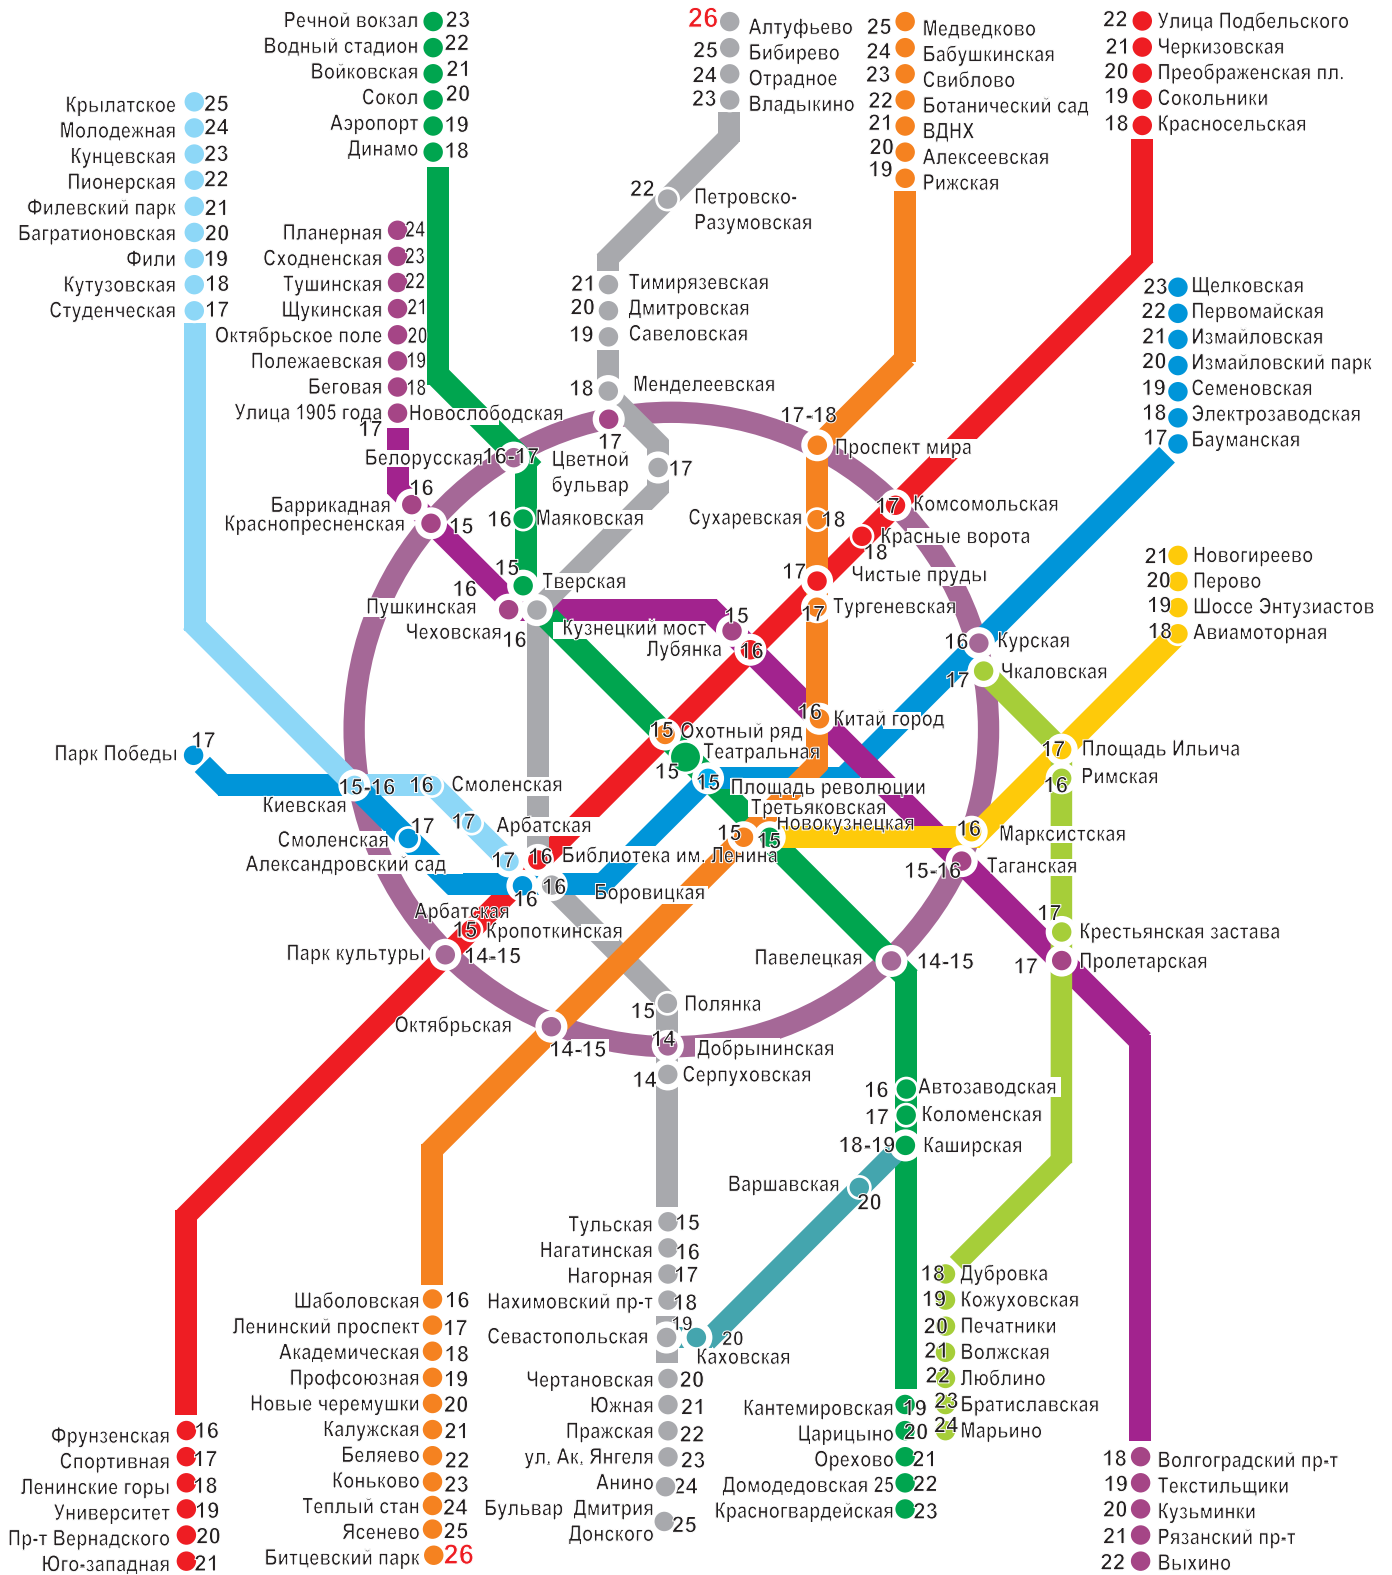 Речной вокзал 23
Водный стадион 22
Войковская 21
Сокол 20
Аэропорт 19
Динамо 18
26 Алтуфьево
25 Бибирево
24 Отрадное
23 Владыкино
22 Петровско-
Разумовская
21 Тимирязевская
20 Дмитровская
19 Савеловская
18 Менделеевская
25 Медведково
24 Бабушкинская
23 Свиблово
22 Ботанический сад
21 ВДНХ
20 Алексеевская
19 Рижская
22 Улица Подбельского
21 Черкизовская
20 Преображенская пл.
19 Сокольники
18 Красносельская
Крылатское 25
Молодежная 24
Кунцевская 23
Пионерская 22
Филевский парк 21
Багратионовская 20
Фили 19
Кутузовская 18
Студенческая 17
Планерная 24
Сходненская 23
Тушинская 22
Щукинская 21
Октябрьское поле 20
Полежаевская 19
Беговая 18
Улица 1905 года
17
23 Щелковская
22 Первомайская
21 Измайловская
20 Измайловский парк
19 Семеновская
18 Электрозаводская
17 Бауманская
Новослободская
17
17-18
Проспект мира
Белорусская 16-17
Цветной
бульвар
17
16
Баррикадная
Краснопресненская 15
16 Маяковская
Сухаревская 18
17 Комсомольская
Красные ворота
18
15
Тверская
16
Пушкинская
Чеховская 16
17 Чистые пруды
Тургеневская
17
15
Кузнецкий мост
Лубянка 16
21 Новогиреево
20 Перово
19 Шоссе Энтузиастов
18 Авиамоторная
16 Курская
17 Чкаловская
16 Китай город
15 Охотный ряд
Театральная
15
15
Площадь революции
17 Площадь Ильича
16 Римская
17
Парк Победы
15-16
Киевская
16 Смоленская
17
Смоленская
17 Арбатская
Александровский сад 17
16 Библиотека им. Ленина
Третьяковская
15
Новокузнецкая
15
16 Марксистская
15-16 Таганская
16
Арбатская
16
Боровицкая
15 Кропоткинская
Парк культуры 14-15
Павелецкая 14-15
17
Крестьянская застава
17 Пролетарская
Октябрьская
14-15
15 Полянка
14
Добрынинская
14 Серпуховская
16 Автозаводская
17 Коломенская
18-19 Каширская
Варшавская
20
Тульская 15
Нагатинская 16
Нагорная 17
Нахимовский пр-т 18
Севастопольская 19
20
Каховская
Чертановская 20
Южная 21
Пражская 22
ул, Ак, Янгеля 23
Анино 24
Бульвар Дмитрия
Донского
25
Шаболовская 16
Ленинский проспект 17
Академическая 18
Профсоюзная 19
Новые черемушки 20
Калужская 21
Беляево 22
Коньково 23
Теплый стан 24
Ясенево 25
Битцевский парк 26
18 Дубровка
19 Кожуховская
20 Печатники
21 Волжская
22 Люблино
23 Братиславская
24 Марьино
Кантемировская 19
Царицыно 20
Орехово 21
Домодедовская 25 22
Красногвардейская 23
Фрунзенская 16
Спортивная 17
Ленинские горы 18
Университет 19
Пр-т Вернадского 20
Юго-западная 21
18 Волгоградский пр-т
19 Текстильщики
20 Кузьминки
21 Рязанский пр-т
22 Выхино